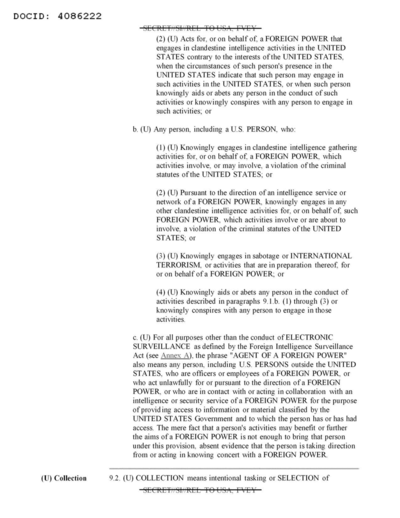 DOCID: 4086222
SECRET//SI//REL TO USA, FVEY
(2) (U) Acts for, or on behalf of, a FOREIGN POWER that
engages in clandestine intelligence activities in the UNITED
STATES contrary to the interests of the UNITED STATES,
when the circumstances of such person's presence in the
UNITED STATES indicate that such person may engage in
such activities in the UNITED STATES, or when such person
knowingly aids or abets any person in the conduct of such
activities or knowingly conspires with any person to engage in
such activities; or
b. (U) Any person, including a U.S. PERSON, who:
(1) (U) Knowingly engages in clandestine intelligence gathering
activities for, or on behalf of, a FOREIGN POWER, which
activities involve, or may involve, a violation of the criminal
statutes of the UNITED STATES; or
(2) (U) Pursuant to the direction of an intelligence service or
network of a FOREIGN POWER, knowingly engages in any
other clandestine intelligence activities for, or on behalf of, such
FOREIGN POWER, which activities involve or are about to
involve, a violation of the criminal statutes of the UNITED
STATES; or
(3) (U) Knowingly engages in sabotage or INTERNATIONAL
TERRORISM, or activities that are in preparation thereof, for
or on behalf of a FOREIGN POWER; or
(4) (U) Knowingly aids or abets any person in the conduct of
activities described in paragraphs 9.1.b. (1) through (3) or
knowingly conspires with any person to engage in those
activities.
c. (U) For all purposes other than the conduct of ELECTRONIC
SURVEILLANCE as defined by the Foreign Intelligence Surveillance
Act (see Annex A), the phrase "AGENT OF A FOREIGN POWER"
also means any person, including U.S. PERSONS outside the UNITED
STATES, who are officers or employees of a FOREIGN POWER, or
who act unlawfully for or pursuant to the direction of a FOREIGN
POWER, or who are in contact with or acting in collaboration with an
intelligence or security service of a FOREIGN POWER for the purpose
of providing access to information or material classified by the
UNITED STATES Government and to which the person has or has had
access. The mere fact that a person's activities may benefit or further
the aims of a FOREIGN POWER is not enough to bring that person
under this provision, absent evidence that the person is taking direction
from or acting in knowing concert with a FOREIGN POWER.
(U) Collection 9.2. (U) COLLECTION means intentional tasking or SELECTION of
SECRET//SI//REL TO USA, FVEY